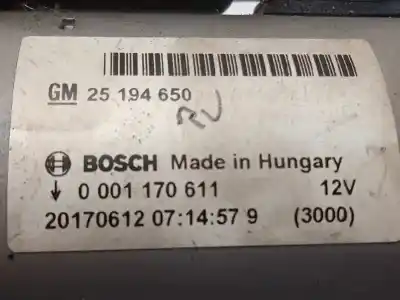 GM 25 194 650
BOSCH Made in Hungary
0 001 170 611 12V
20170612 07:14:57 9 (3000)